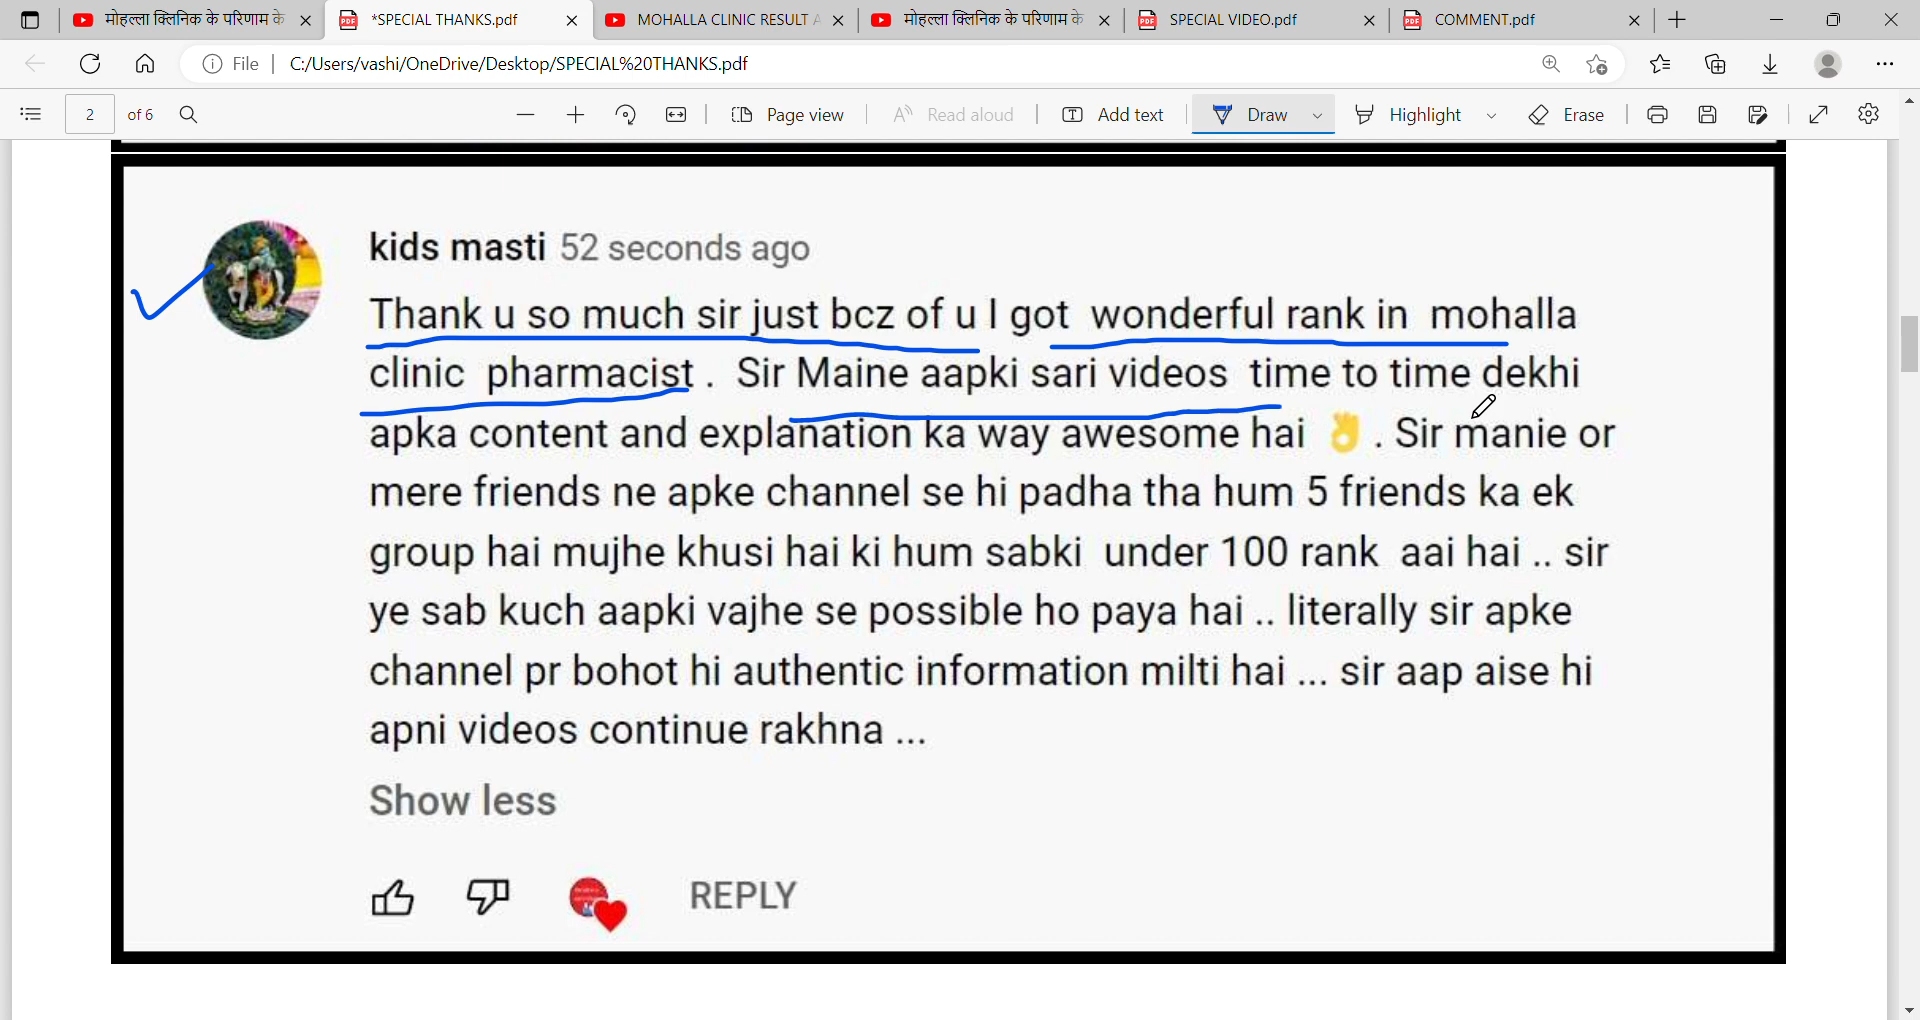 मोहल्ला क्लिनिक के परिणाम के
*SPECIAL THANKS.pdf
MOHALLA CLINIC RESULT A
मोहल्ला क्लिनिक के परिणाम के
SPECIAL VIDEO.pdf
COMMENT.pdf
File
C:/Users/vashi/OneDrive/Desktop/SPECIAL%20THANKS.pdf
2 of 6
Page view
Read aloud
Add text
Draw
Highlight
Erase
kids masti 52 seconds ago
Thank u so much sir just bcz of u I got wonderful rank in mohalla
clinic pharmacist . Sir Maine aapki sari videos time to time dekhi
apka content and explanation ka way awesome hai 👌 . Sir manie or
mere friends ne apke channel se hi padha tha hum 5 friends ka ek
group hai mujhe khusi hai ki hum sabki under 100 rank aai hai .. sir
ye sab kuch aapki vajhe se possible ho paya hai .. literally sir apke
channel pr bohot hi authentic information milti hai ... sir aap aise hi
apni videos continue rakhna ...
Show less
REPLY